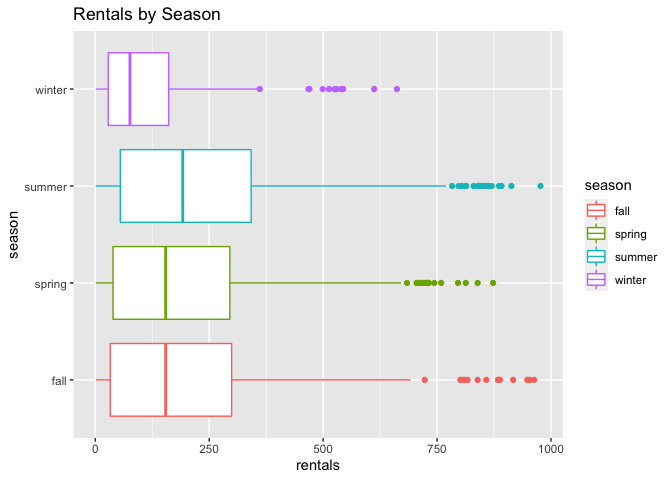 Rentals by Season
season
winter
summer
spring
fall
0
250
500
750
1000
rentals
season
fall
spring
summer
winter